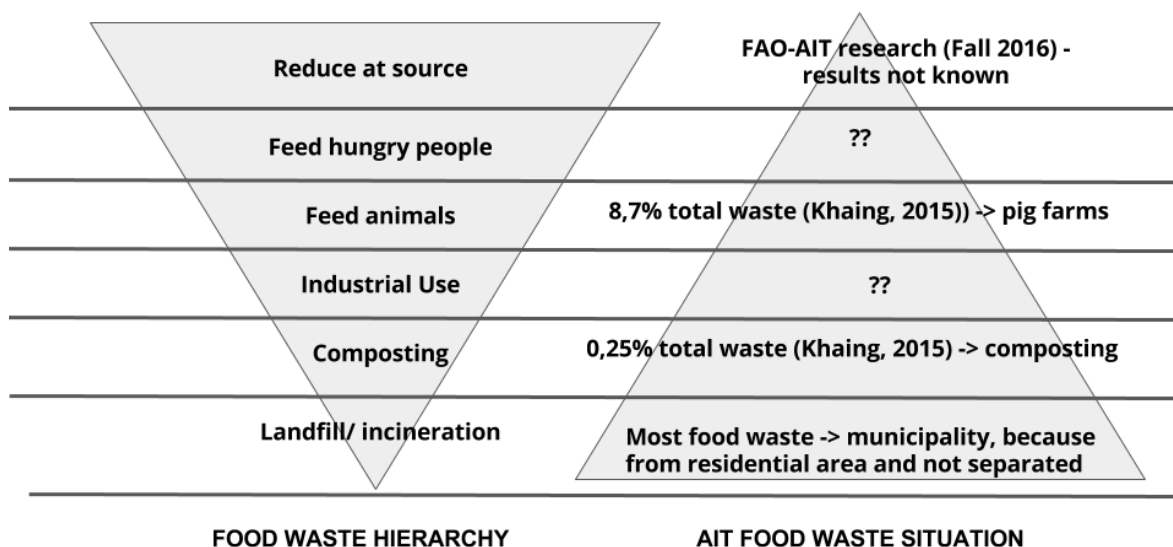 Reduce at source
FAO-AIT research (Fall 2016) -
results not known
Feed hungry people
??
Feed animals
8,7% total waste (Khaing, 2015)) -> pig farms
Industrial Use
??
Composting
0,25% total waste (Khaing, 2015) -> composting
Landfill/ incineration
Most food waste -> municipality, because
from residential area and not separated
FOOD WASTE HIERARCHY
AIT FOOD WASTE SITUATION